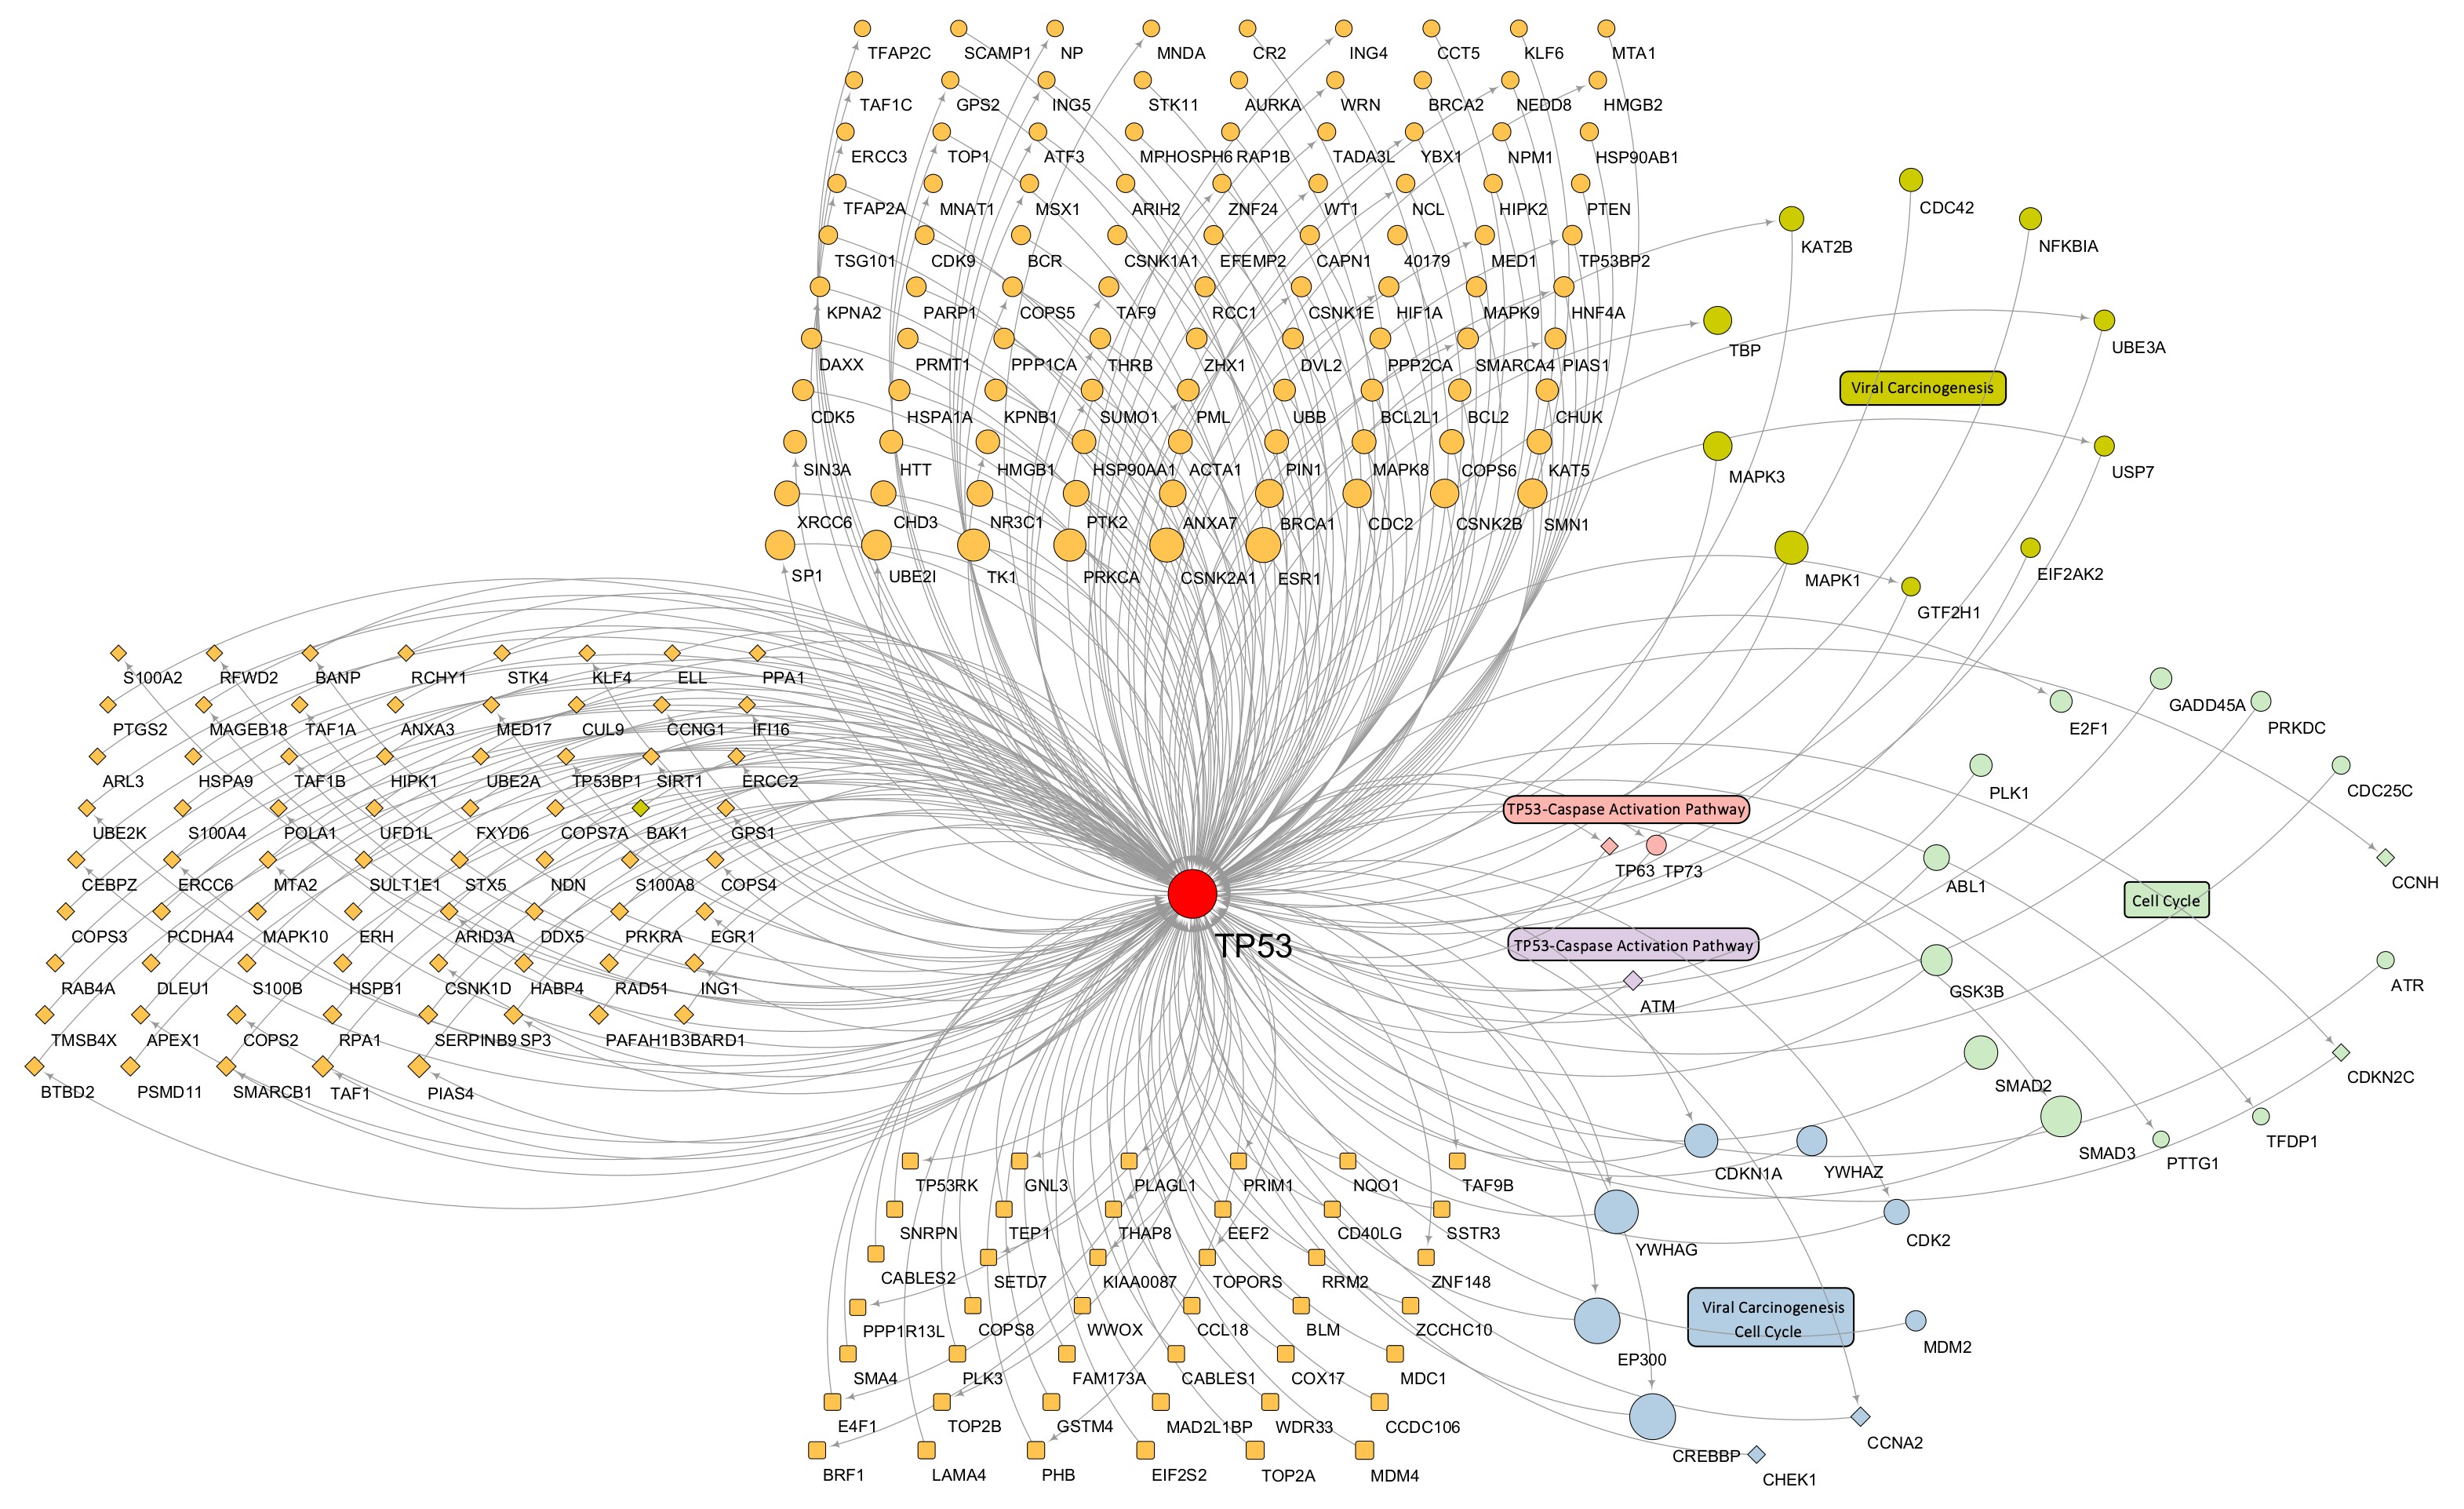 TFAP2C SCAMP1 NP MNDA CR2 ING4 CCT5 KLF6 MTA1
TAF1C GPS2 ING5 STK11 AURKA WRN BRCA2 NEDD8 HMGB2
ERCC3 TOP1 ATF3 MPHOSPH6 RAP1B TADA3L YBX1 NPM1 HSP90AB1
TFAP2A MNAT1 MSX1 ARIH2 ZNF24 WT1 NCL HIPK2 PTEN
TSG101 CDK9 BCR CSNK1A1 EFEMP2 CAPN1 40179 MED1 TP53BP2
KPNA2 PARP1 COPS5 TAF9 RCC1 CSNK1E HIF1A MAPK9 HNF4A
DAXX PRMT1 PPP1CA THRB ZHX1 DVL2 PPP2CA SMARCA4 PIAS1
CDK5 HSPA1A KPNB1 SUMO1 PML UBB BCL2L1 BCL2 CHUK
SIN3A HTT HMGB1 HSP90AA1 ACTA1 PIN1 MAPK8 COPS6 KAT5
XRCC6 CHD3 NR3C1 PTK2 ANXA7 BRCA1 CDC2 CSNK2B SMN1
SP1 UBE2I TK1 PRKCA CSNK2A1 ESR1
CDC42
KAT2B NFKBIA
TBP UBE3A
Viral Carcinogenesis
MAPK3 USP7
MAPK1 EIF2AK2
GTF2H1
S100A2 RFWD2 BANP RCHY1 STK4 KLF4 ELL PPA1
PTGS2 MAGEB18 TAF1A ANXA3 MED17 CUL9 CCNG1 IFI16
ARL3 HSPA9 TAF1B HIPK1 UBE2A TP53BP1 SIRT1 ERCC2
UBE2K S100A4 POLA1 UFD1L FXYD6 COPS7A BAK1 GPS1
CEBPZ ERCC6 MTA2 SULT1E1 STX5 NDN S100A8 COPS4
COPS3 PCDHA4 MAPK10 ERH ARID3A DDX5 PRKRA EGR1
RAB4A DLEU1 S100B HSPB1 CSNK1D HABP4 RAD51 ING1
TMSB4X APEX1 COPS2 RPA1 SERPINB9 SP3 PAFAH1B3 BARD1
BTBD2 PSMD11 SMARCB1 TAF1 PIAS4
TP53
TP53-Caspase Activation Pathway
TP63 TP73
TP53-Caspase Activation Pathway
ATM
GADD45A
E2F1 PRKDC
PLK1 CDC25C
ABL1 CCNH
Cell Cycle
GSK3B ATR
SMAD2 CDKN2C
SMAD3 PTTG1 TFDP1
CDKN1A YWHAZ
YWHAG CDK2
Viral Carcinogenesis
Cell Cycle
EP300 MDM2
CREBBP CCNA2
CHEK1
TP53RK GNL3 PLAGL1 PRIM1 NQO1 TAF9B
SNRPN TEP1 THAP8 EEF2 CD40LG SSTR3
CABLES2 SETD7 KIAA0087 TOPORS RRM2 ZNF148
PPP1R13L COPS8 WWOX CCL18 BLM ZCCHC10
SMA4 PLK3 FAM173A CABLES1 COX17 MDC1
E4F1 TOP2B GSTM4 MAD2L1BP WDR33 CCDC106
BRF1 LAMA4 PHB EIF2S2 TOP2A MDM4